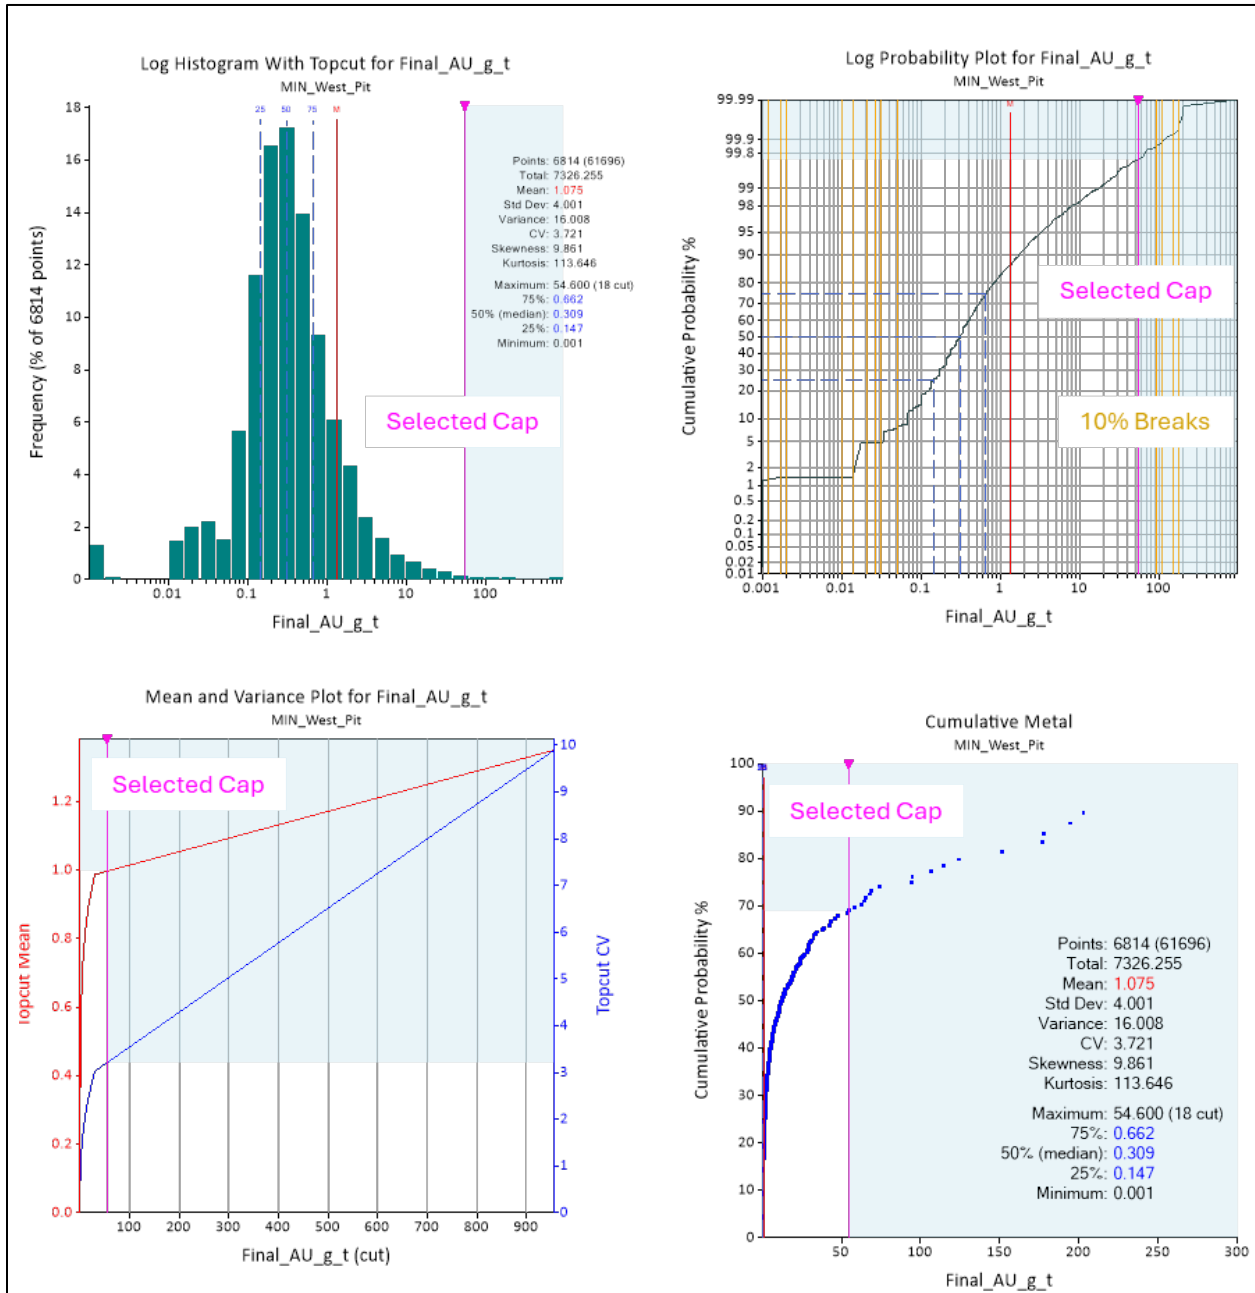 Log Histogram With Topcut for Final_AU_g_t
MIN_West_Pit
18
16
14
12
10
8
6
4
2
0
Frequency (% of 6814 points)
25
50
75
M
Points: 6814 (61696)
Total: 7326.255
Mean: 1.075
Std Dev: 4.001
Variance: 16.008
CV: 3.721
Skewness: 9.861
Kurtosis: 113.646
Maximum: 54.600 (18 cut)
75%: 0.662
50% (median): 0.309
25%: 0.147
Minimum: 0.001
Selected Cap
0.01 0.1 1 10 100
Final_AU_g_t
Log Probability Plot for Final_AU_g_t
MIN_West_Pit
99.99
99.9
99.8
99
98
95
90
80
70
60
50
40
30
20
10
5
2
1
0.5
0.2
0.1
0.05
0.02
0.01
Cumulative Probability %
M
Selected Cap
10% Breaks
0.001 0.01 0.1 1 10 100
Final_AU_g_t
Mean and Variance Plot for Final_AU_g_t
MIN_West_Pit
1.2
1.0
0.8
0.6
0.4
0.2
0.0
Topcut Mean
Selected Cap
10
9
8
7
6
5
4
3
2
1
0
Topcut CV
100 200 300 400 500 600 700 800 900
Final_AU_g_t (cut)
Cumulative Metal
MIN_West_Pit
100
90
80
70
60
50
40
30
20
10
0
Cumulative Probability %
Selected Cap
Points: 6814 (61696)
Total: 7326.255
Mean: 1.075
Std Dev: 4.001
Variance: 16.008
CV: 3.721
Skewness: 9.861
Kurtosis: 113.646
Maximum: 54.600 (18 cut)
75%: 0.662
50% (median): 0.309
25%: 0.147
Minimum: 0.001
50 100 150 200 250 300
Final_AU_g_t